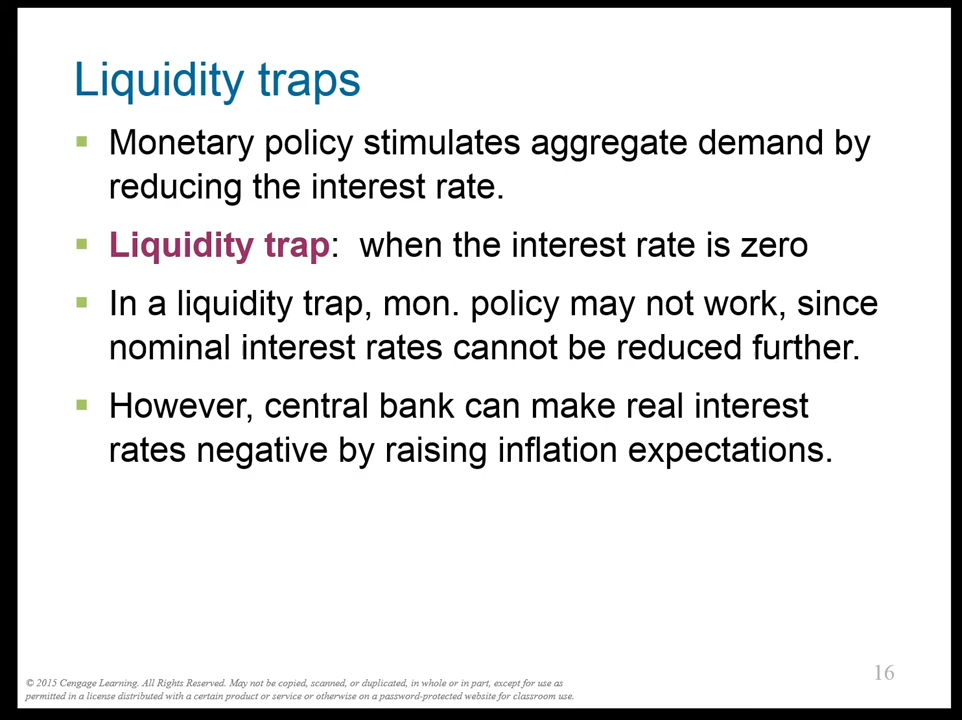 Liquidity traps
▪ Monetary policy stimulates aggregate demand by
reducing the interest rate.
▪ Liquidity trap:  when the interest rate is zero
▪ In a liquidity trap, mon. policy may not work, since
nominal interest rates cannot be reduced further.
▪ However, central bank can make real interest
rates negative by raising inflation expectations.
16
© 2015 Cengage Learning. All Rights Reserved. May not be copied, scanned, or duplicated, in whole or in part, except for use as
permitted in a license distributed with a certain product or service or otherwise on a password-protected website for classroom use.